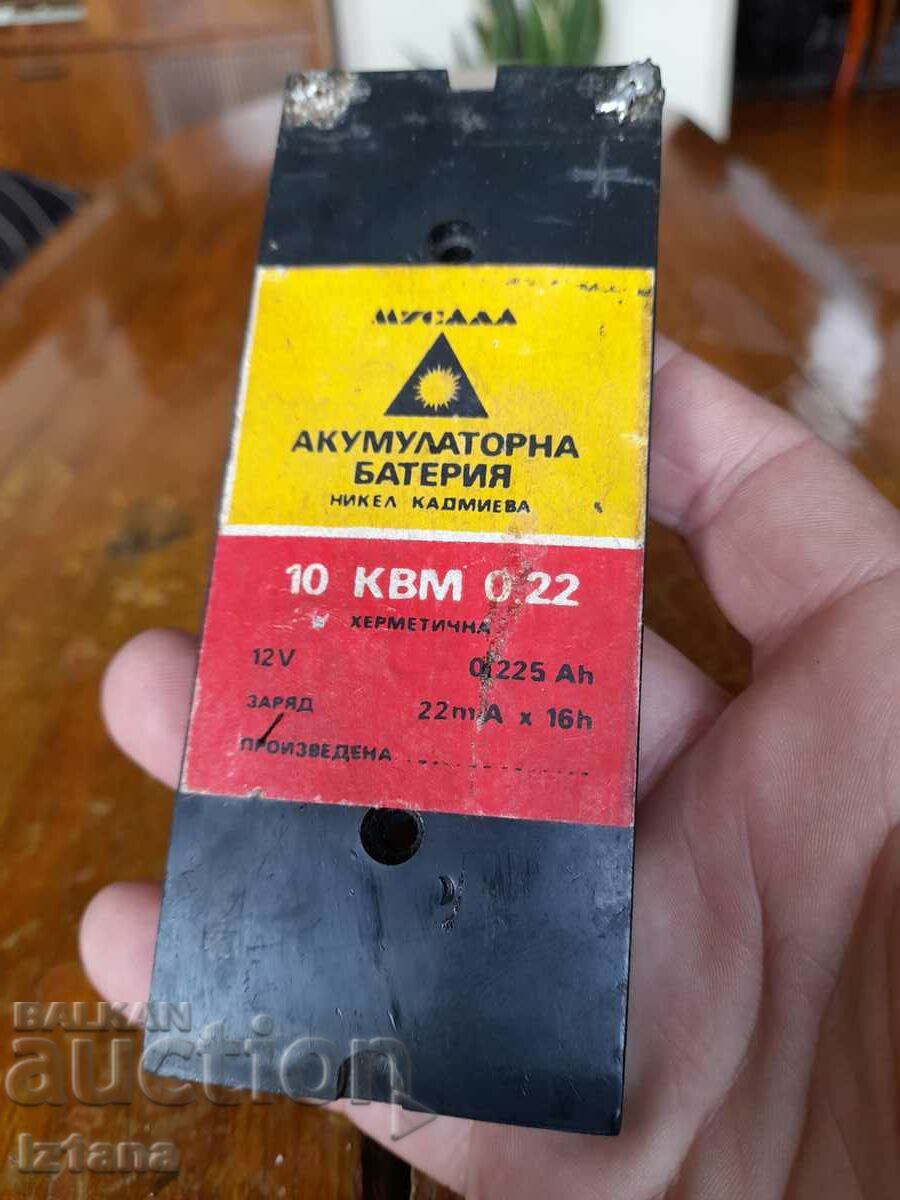 +
МУСАЛА
АКУМУЛАТОРНА
БАТЕРИЯ
НИКЕЛ КАДМИЕВА
10 КВМ 0.22
ХЕРМЕТИЧНА
12V 0,225 Ah
ЗАРЯД 22mA x 16h
ПРОИЗВЕДЕНА
BALKAN
auction
Izfana